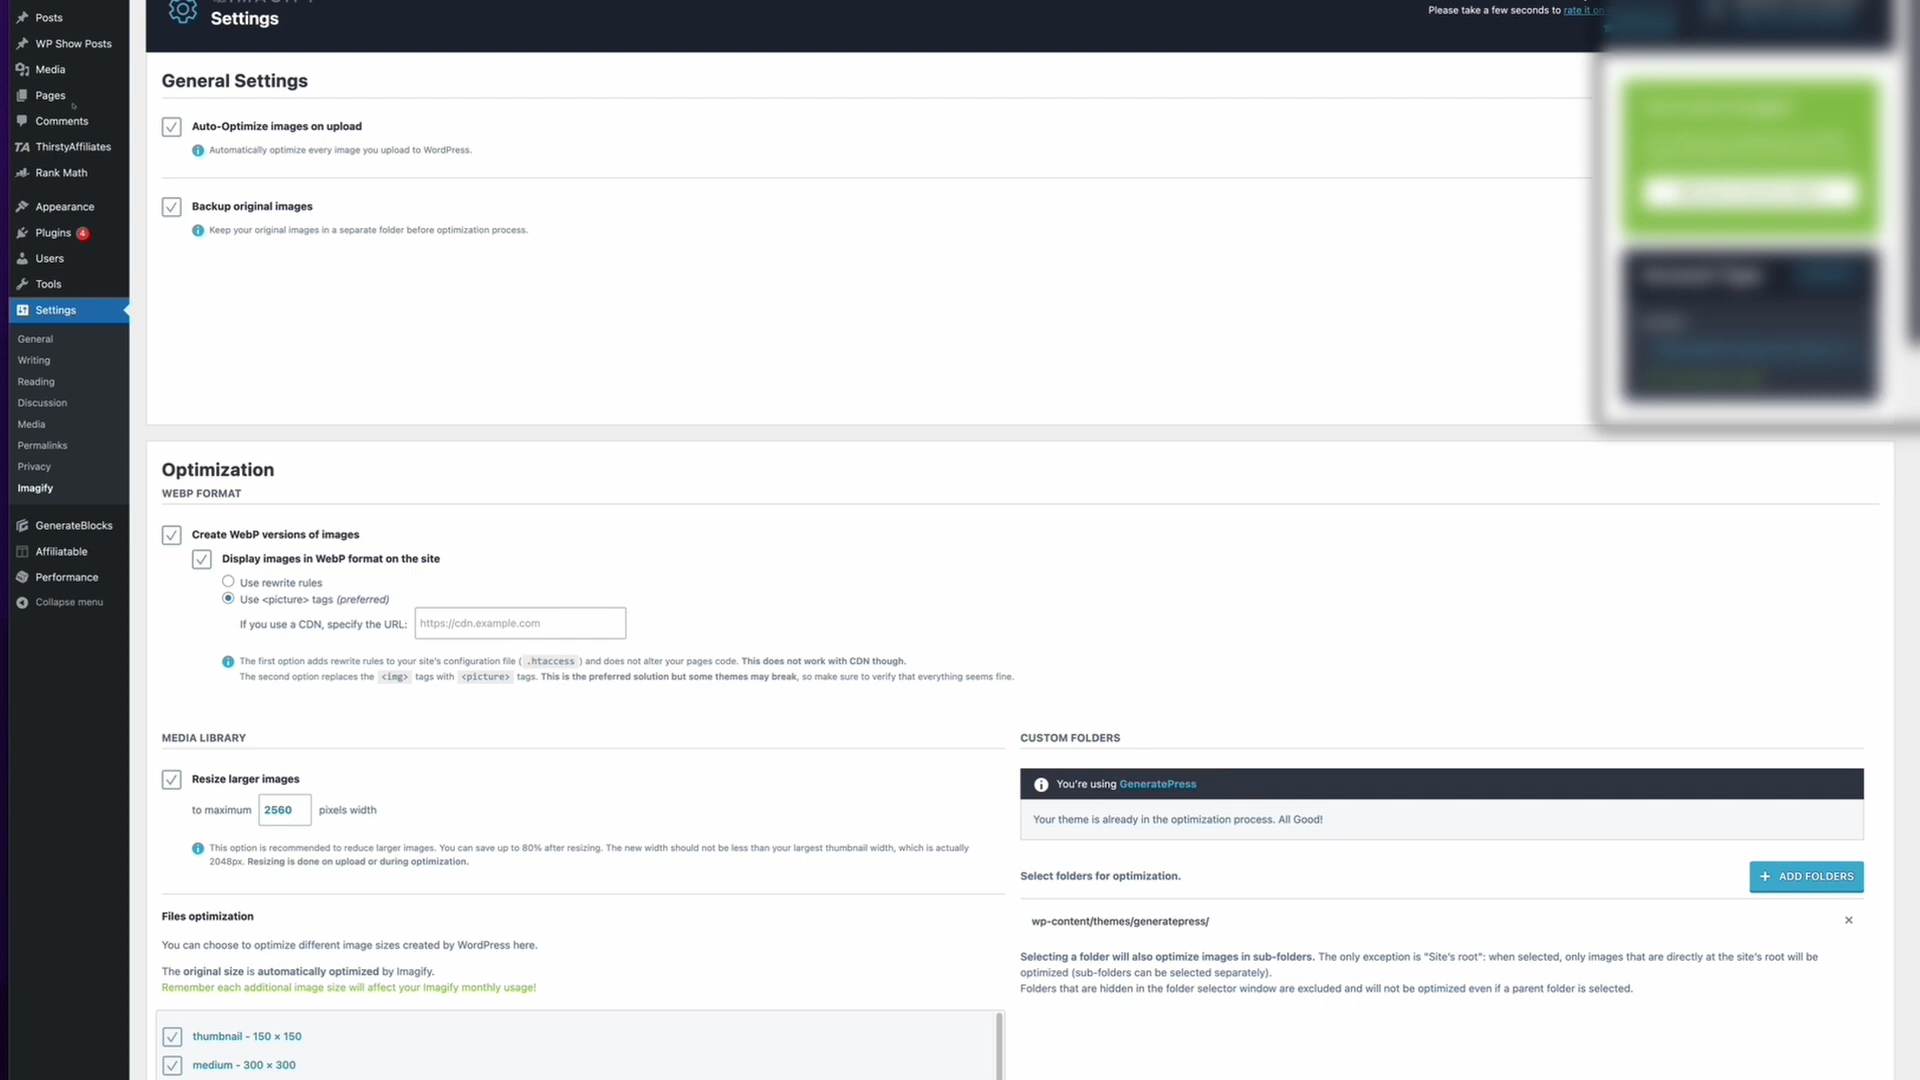 Posts
WP Show Posts
Media
Pages
Comments
TA ThirstyAffiliates
Rank Math
Appearance
Plugins 4
Users
Tools
Settings
General
Writing
Reading
Discussion
Media
Permalinks
Privacy
Imagify
GenerateBlocks
Affiliatable
Performance
Collapse menu
Settings
Please take a few seconds to rate it on
General Settings
Auto-Optimize images on upload
Automatically optimize every image you upload to WordPress.
Backup original images
Keep your original images in a separate folder before optimization process.
Optimization
WEBP FORMAT
Create WebP versions of images
Display images in WebP format on the site
Use rewrite rules
Use <picture> tags (preferred)
If you use a CDN, specify the URL: https://cdn.example.com
The first option adds rewrite rules to your site's configuration file ( .htaccess ) and does not alter your pages code. This does not work with CDN though.
The second option replaces the <img> tags with <picture> tags. This is the preferred solution but some themes may break, so make sure to verify that everything seems fine.
MEDIA LIBRARY
Resize larger images
to maximum 2560 pixels width
This option is recommended to reduce larger images. You can save up to 80% after resizing. The new width should not be less than your largest thumbnail width, which is actually
2048px. Resizing is done on upload or during optimization.
Files optimization
You can choose to optimize different image sizes created by WordPress here.
The original size is automatically optimized by Imagify.
Remember each additional image size will affect your Imagify monthly usage!
thumbnail - 150 × 150
medium - 300 × 300
CUSTOM FOLDERS
You're using GeneratePress
Your theme is already in the optimization process. All Good!
Select folders for optimization.
+ ADD FOLDERS
wp-content/themes/generatepress/ ×
Selecting a folder will also optimize images in sub-folders. The only exception is "Site's root": when selected, only images that are directly at the site's root will be
optimized (sub-folders can be selected separately).
Folders that are hidden in the folder selector window are excluded and will not be optimized even if a parent folder is selected.